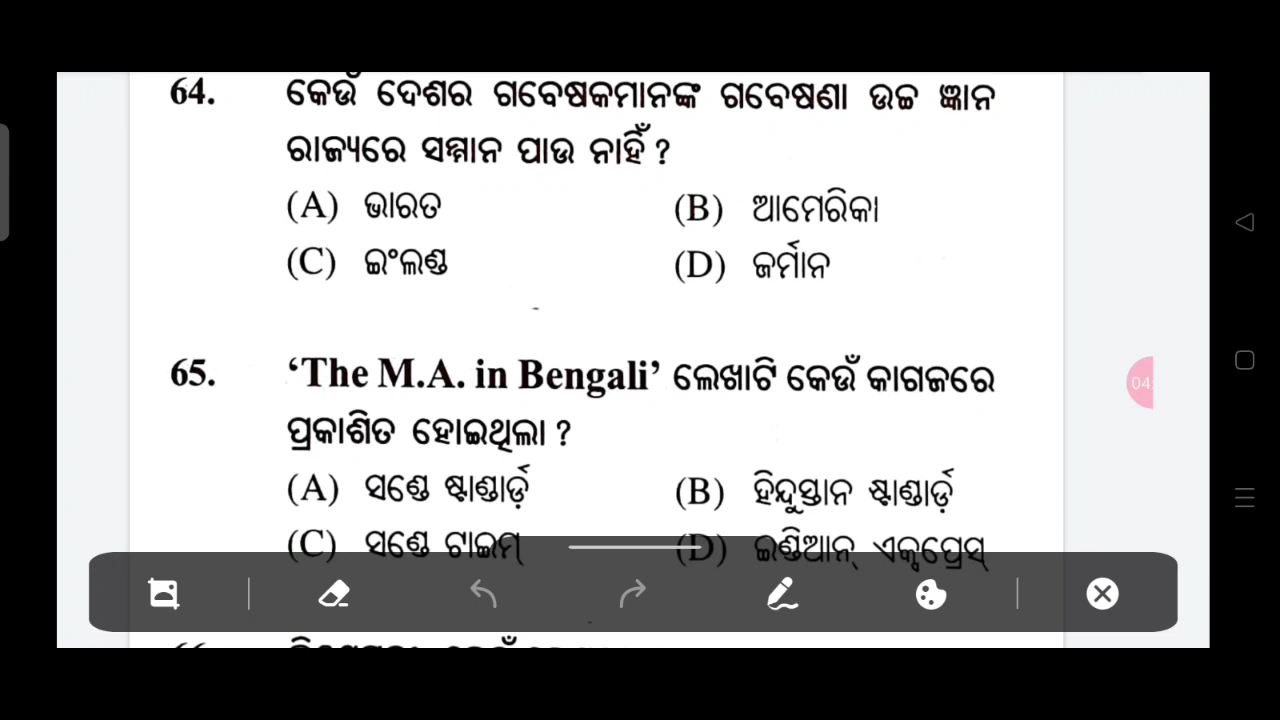 64. କେଉଁ ଦେଶର ଗବେଷକମାନଙ୍କ ଗବେଷଣା ଉଚ୍ଚ ଜ୍ଞାନ
ରାଜ୍ୟରେ ସମ୍ମାନ ପାଉ ନାହିଁ ?
(A) ଭାରତ (B) ଆମେରିକା
(C) ଇଂଲଣ୍ଡ (D) ଜର୍ମାନ
65. ‘The M.A. in Bengali’ ଲେଖାଟି କେଉଁ କାଗଜରେ
ପ୍ରକାଶିତ ହୋଇଥିଲା ?
(A) ସଣ୍ଡେ ଷ୍ଟାଣ୍ଡାର୍ଡ଼ (B) ହିନ୍ଦୁସ୍ତାନ ଷ୍ଟାଣ୍ଡାର୍ଡ଼
(C) ସଣ୍ଡେ ଟାଇମ୍ (D) ଇଣ୍ଡିଆନ୍ ଏକ୍ସପ୍ରେସ୍
04